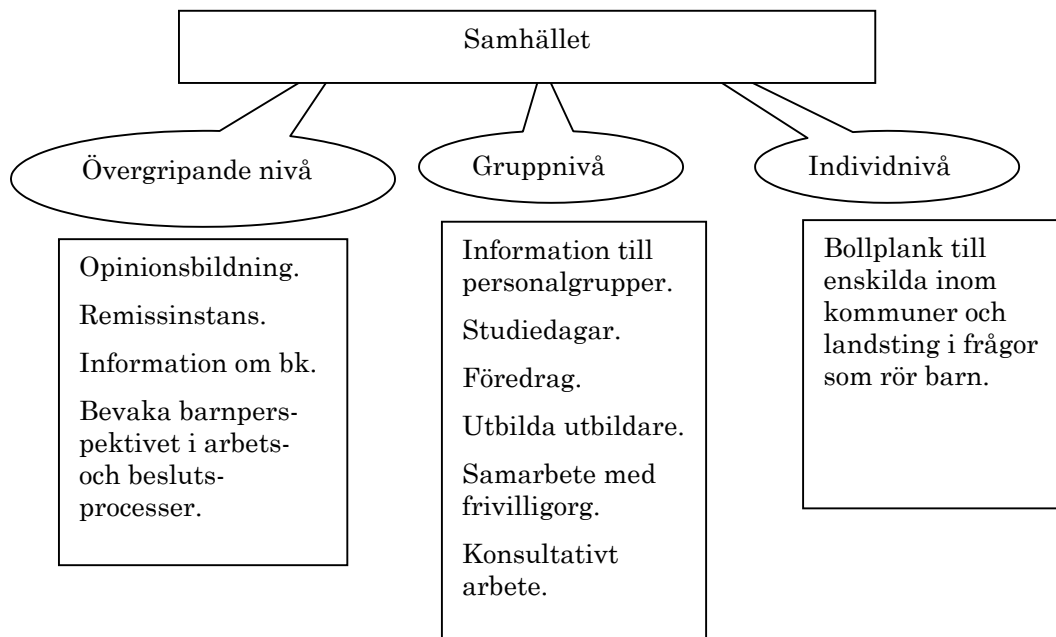 Samhället
Övergripande nivå
Gruppnivå
Individnivå
Opinionsbildning.
Remissinstans.
Information om bk.
Bevaka barnpers-
pektivet i arbets-
och besluts-
processer.
Information till
personalgrupper.
Studiedagar.
Föredrag.
Utbilda utbildare.
Samarbete med
frivilligorg.
Konsultativt
arbete.
Bollplank till
enskilda inom
kommuner och
landsting i frågor
som rör barn.